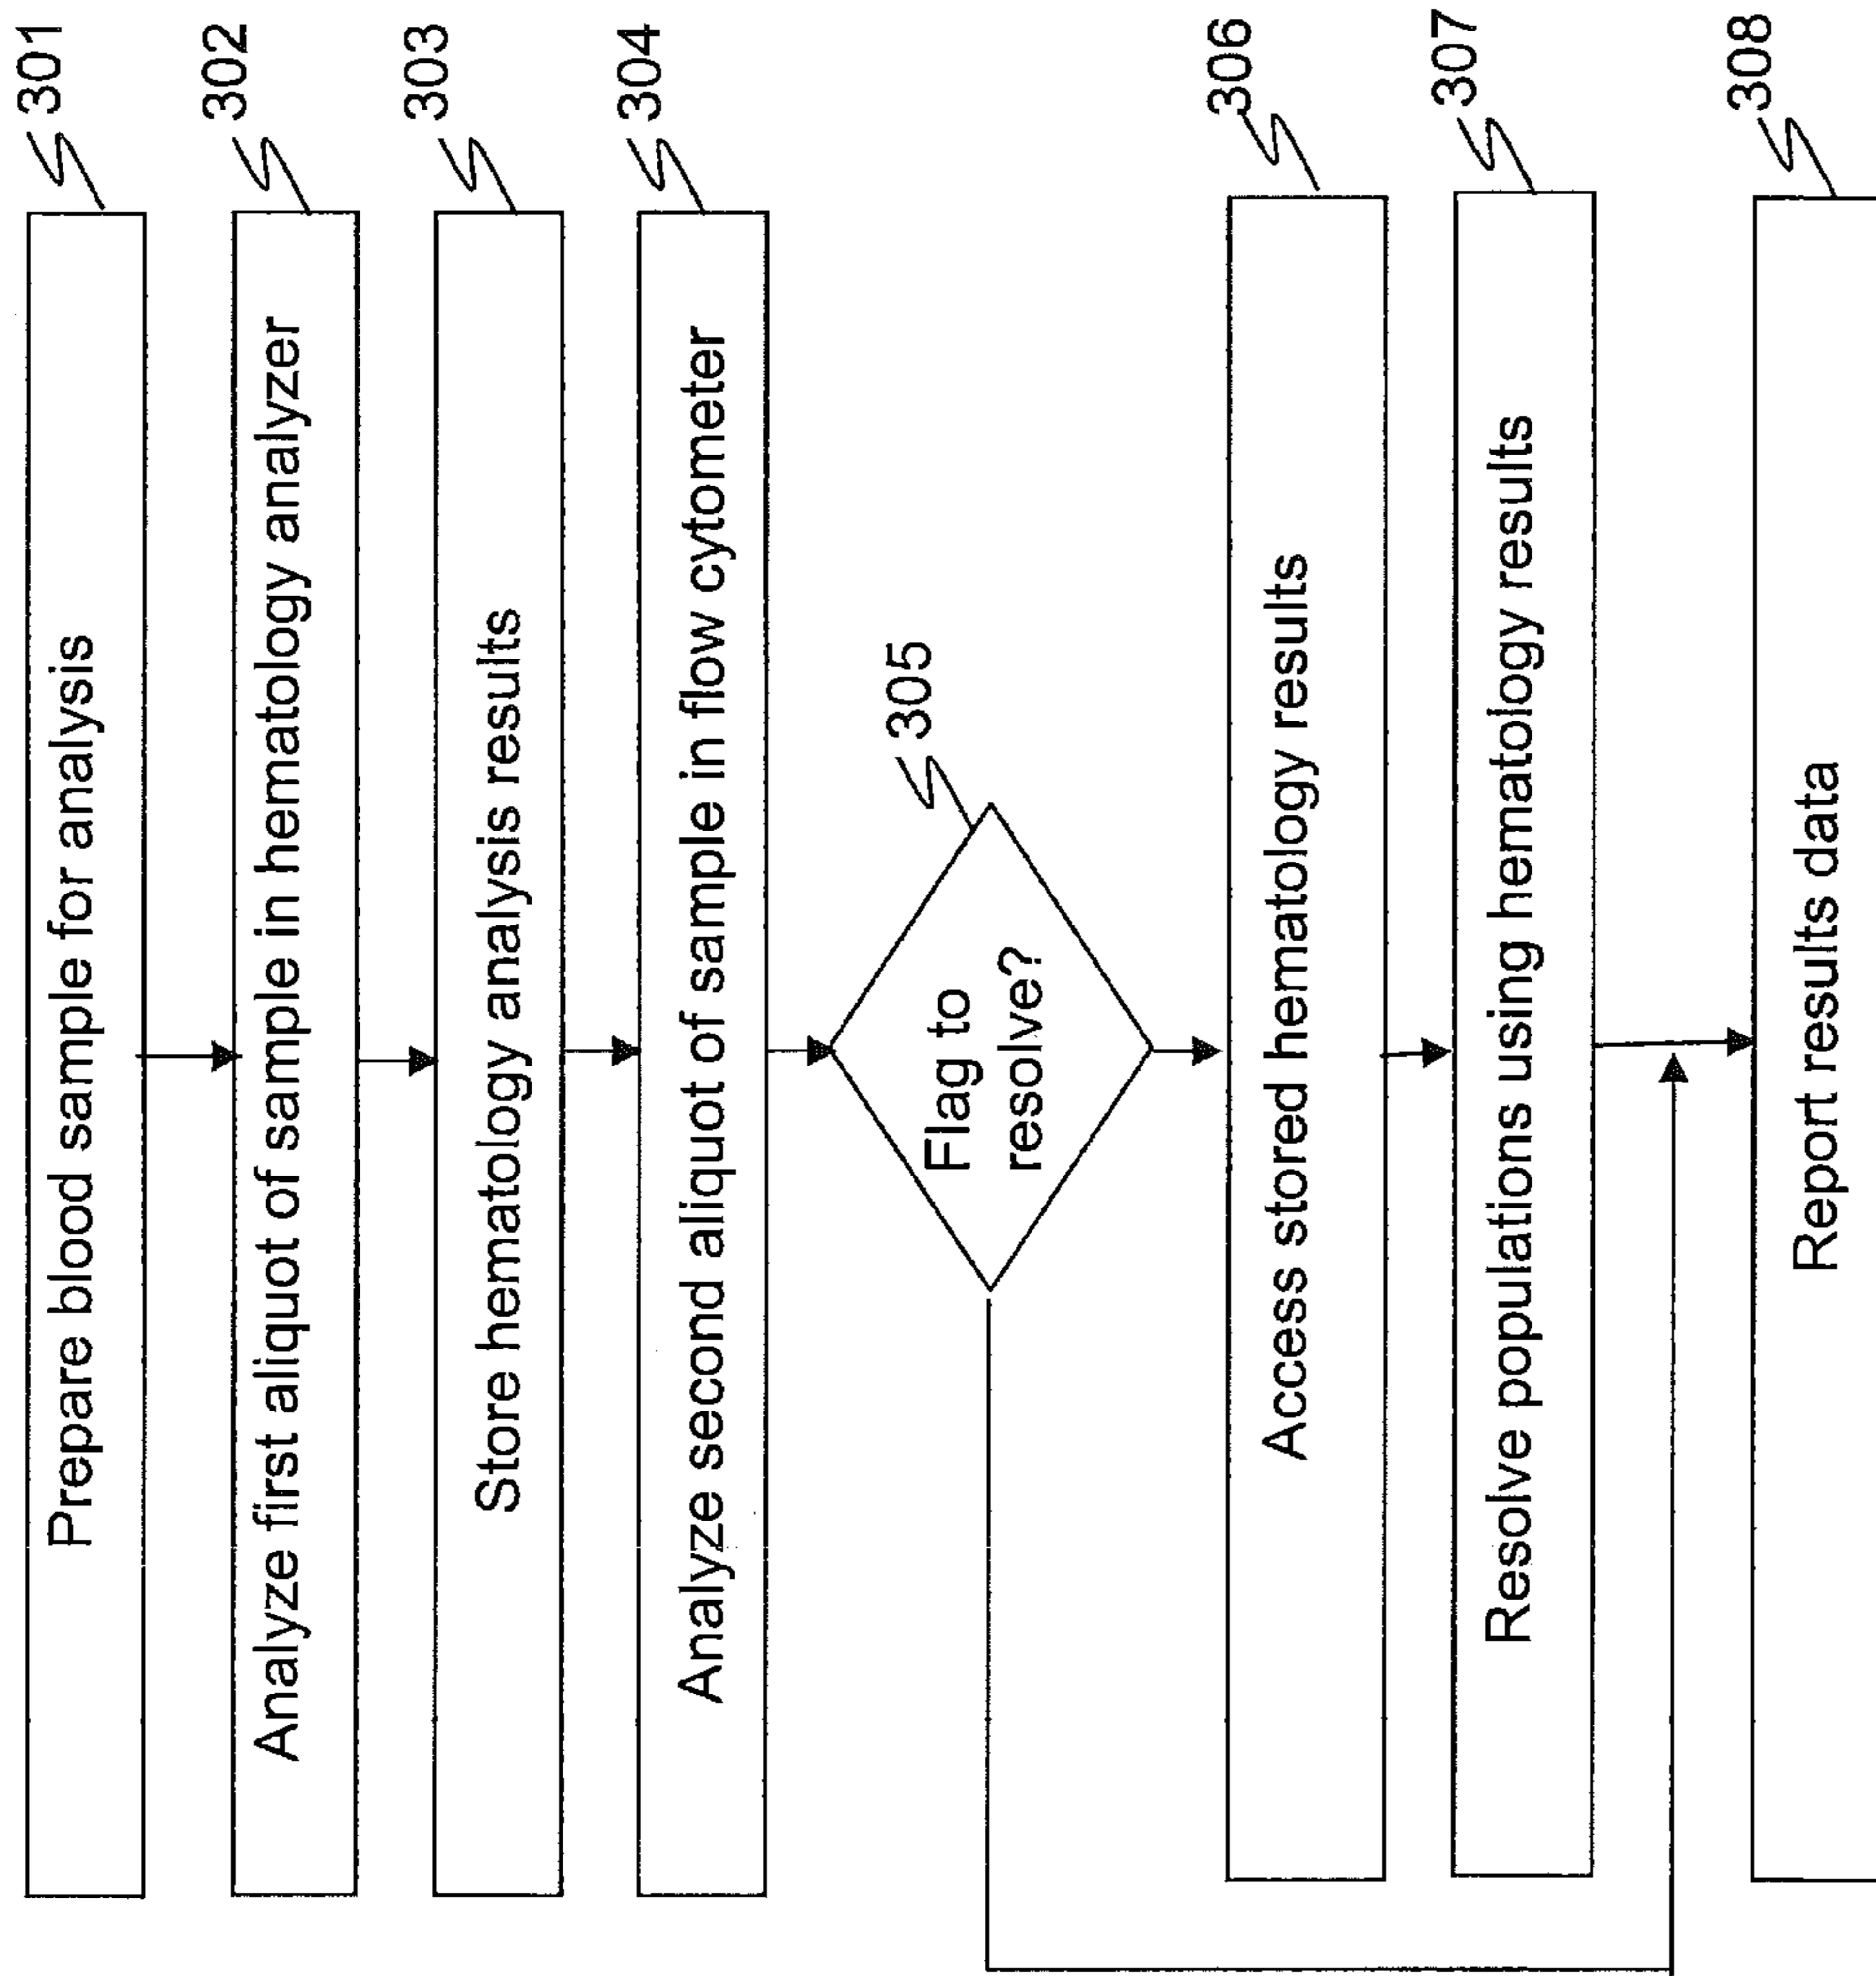 Prepare blood sample for analysis
301
Analyze first aliquot of sample in hematology analyzer
302
Store hematology analysis results
303
Analyze second aliquot of sample in flow cytometer
304
Flag to
resolve?
305
Access stored hematology results
306
Resolve populations using hematology results
307
Report results data
308